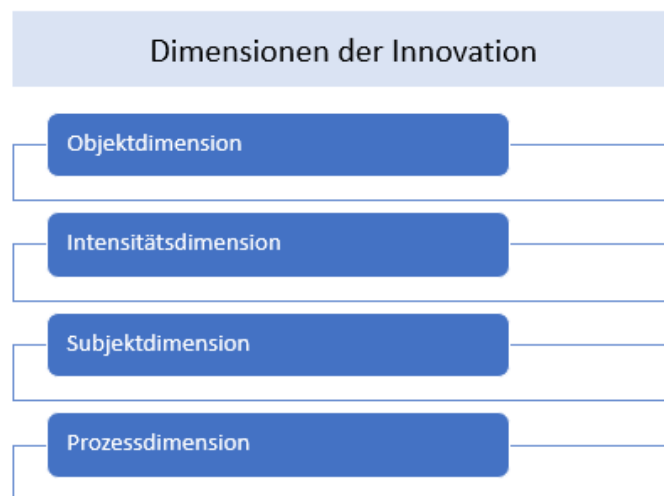 Dimensionen der Innovation
Objektdimension
Intensitätsdimension
Subjektdimension
Prozessdimension